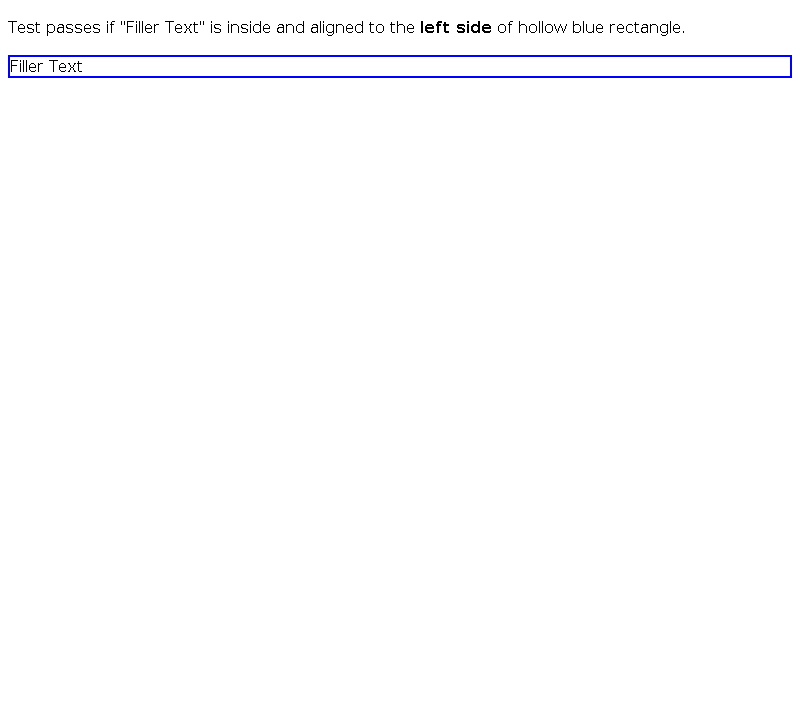 Test passes if "Filler Text" is inside and aligned to the left side of hollow blue rectangle.
Filler Text